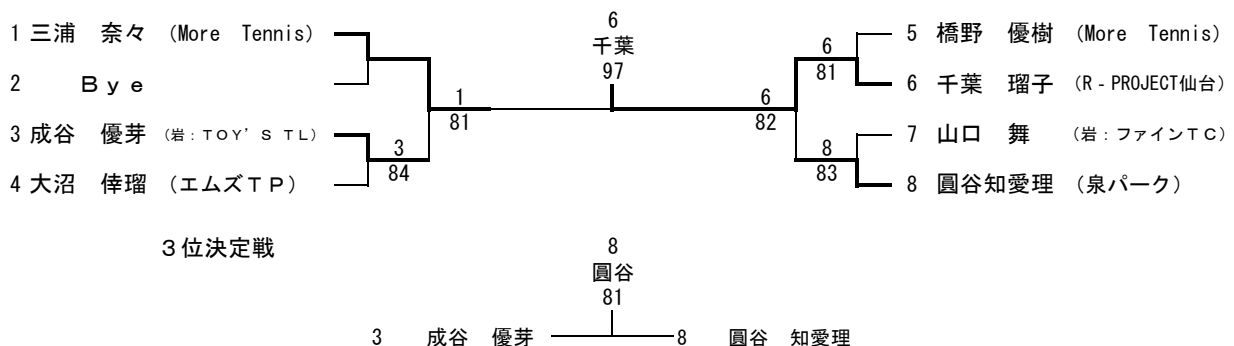 6
千葉
97
1 三浦　奈々 (More Tennis)
2 Ｂｙｅ
1
81
3 成谷　優芽 (岩：ＴＯＹ’Ｓ ＴＬ)
3
84
4 大沼　倖瑠 (エムズＴＰ)
5 橋野　優樹 (More Tennis)
6
81
6 千葉　瑠子 (R-PROJECT仙台)
6
82
7 山口　舞 (岩：ファインＴＣ)
8
83
8 圓谷知愛理 (泉パーク)
３位決定戦
8
圓谷
81
3 成谷　優芽
8 圓谷　知愛理